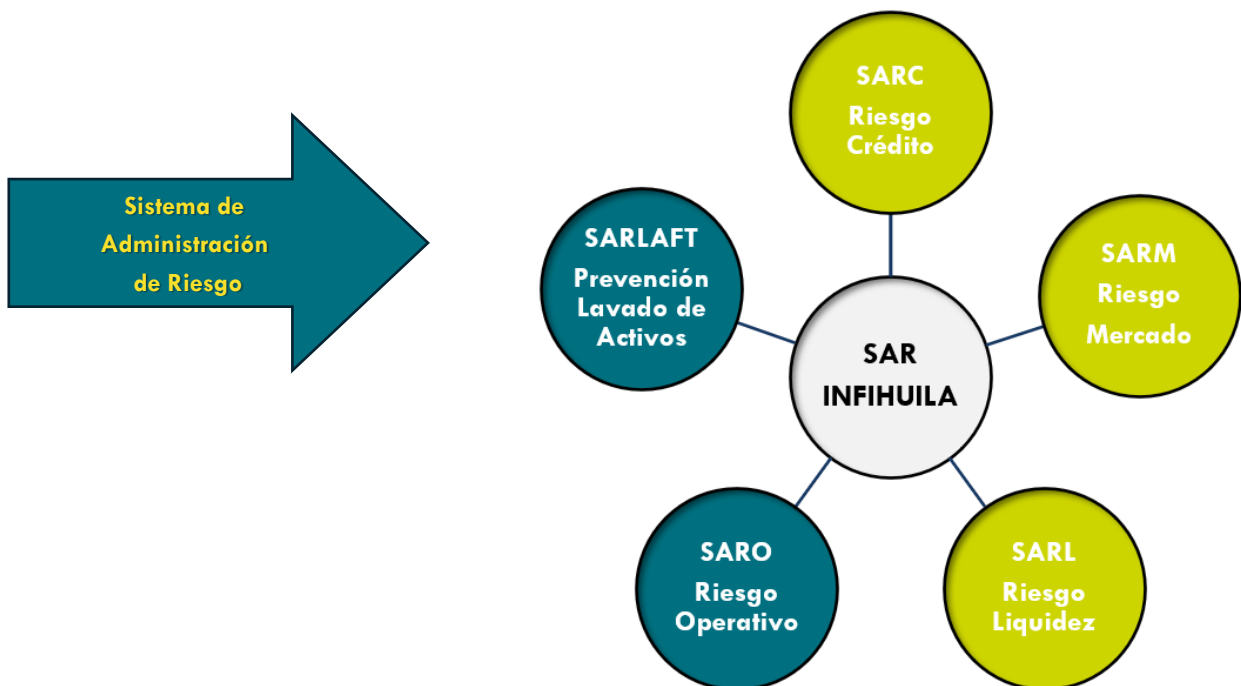 Sistema de
Administración
de Riesgo
SARC
Riesgo
Crédito
SARLAFT
Prevención
Lavado de
Activos
SARM
Riesgo
Mercado
SAR
INFIHUILA
SARO
Riesgo
Operativo
SARL
Riesgo
Liquidez